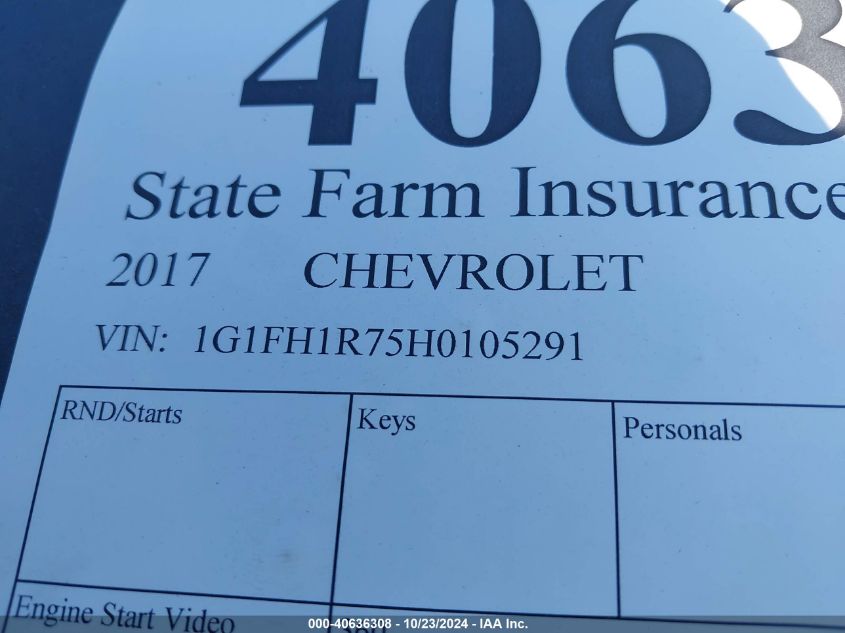 4063
State Farm Insurance
2017 CHEVROLET
VIN: 1G1FH1R75H0105291
RND/Starts Keys Personals
Engine Start Video
000-40636308 - 10/23/2024 - IAA Inc.